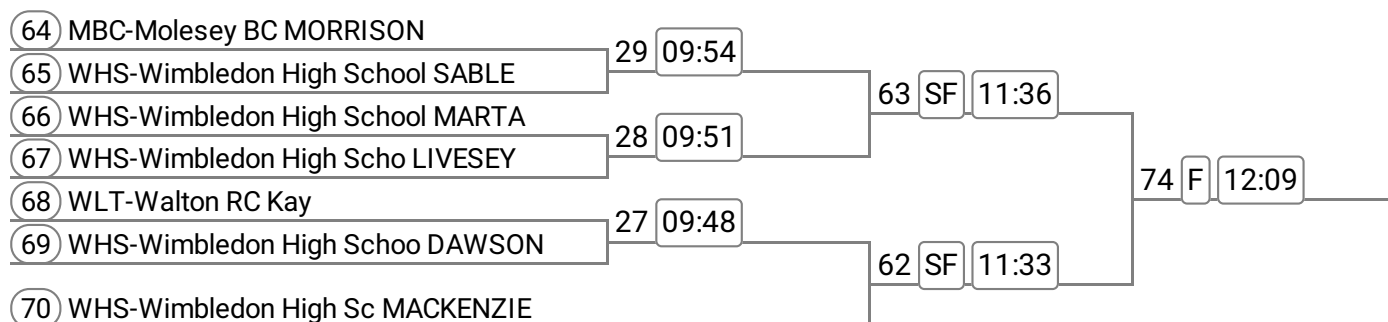 64 MBC-Molesey BC MORRISON
29 09:54
65 WHS-Wimbledon High School SABLE
63 SF 11:36
66 WHS-Wimbledon High School MARTA
28 09:51
67 WHS-Wimbledon High Scho LIVESEY
74 F 12:09
68 WLT-Walton RC Kay
27 09:48
69 WHS-Wimbledon High Schoo DAWSON
62 SF 11:33
70 WHS-Wimbledon High Sc MACKENZIE